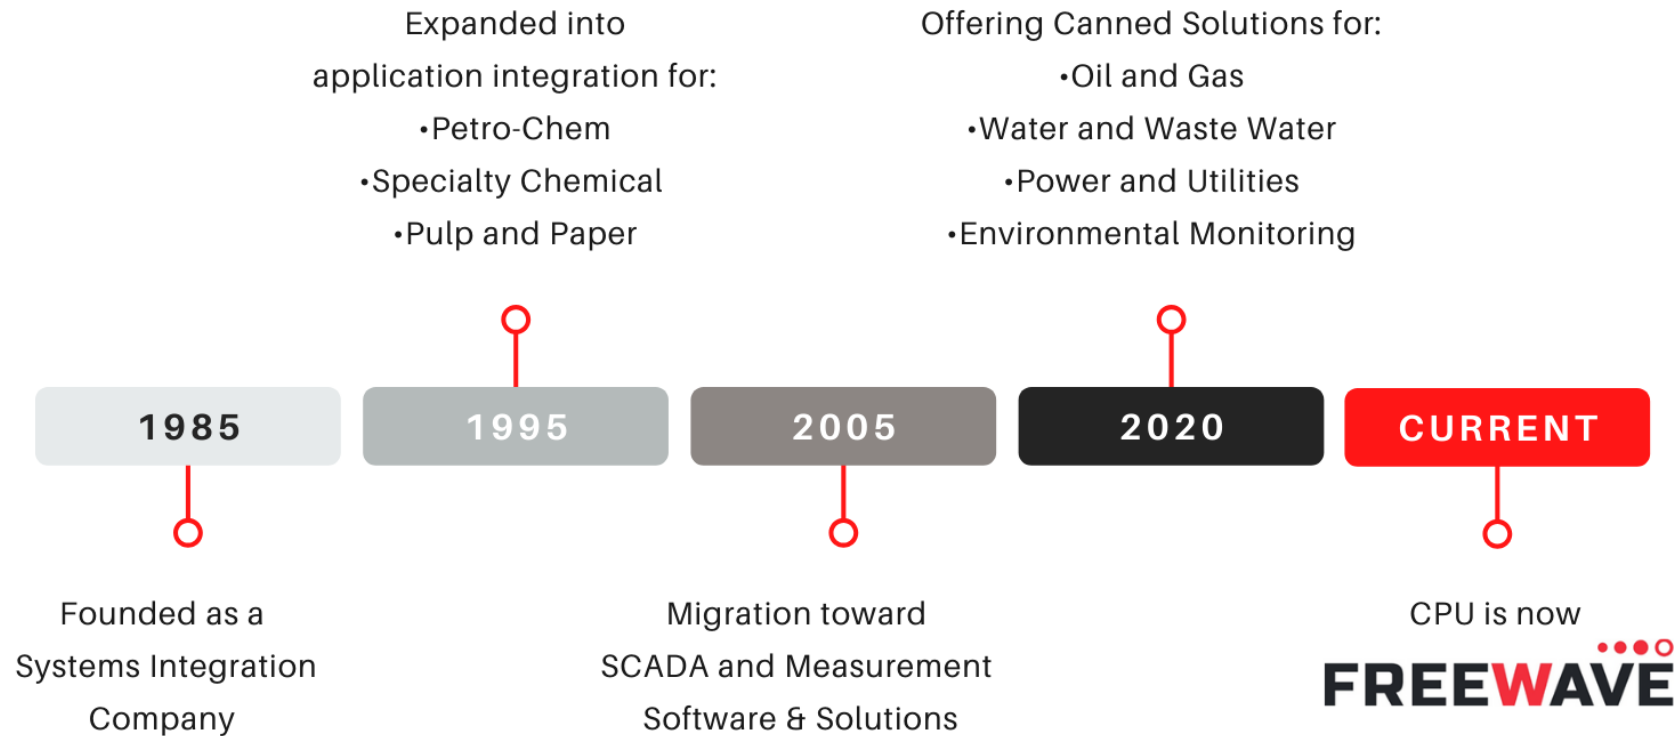 Expanded into
application integration for:
•Petro-Chem
•Specialty Chemical
•Pulp and Paper
Offering Canned Solutions for:
•Oil and Gas
•Water and Waste Water
•Power and Utilities
•Environmental Monitoring
1985
1995
2005
2020
CURRENT
Founded as a
Systems Integration
Company
Migration toward
SCADA and Measurement
Software & Solutions
CPU is now
FREEWAVE